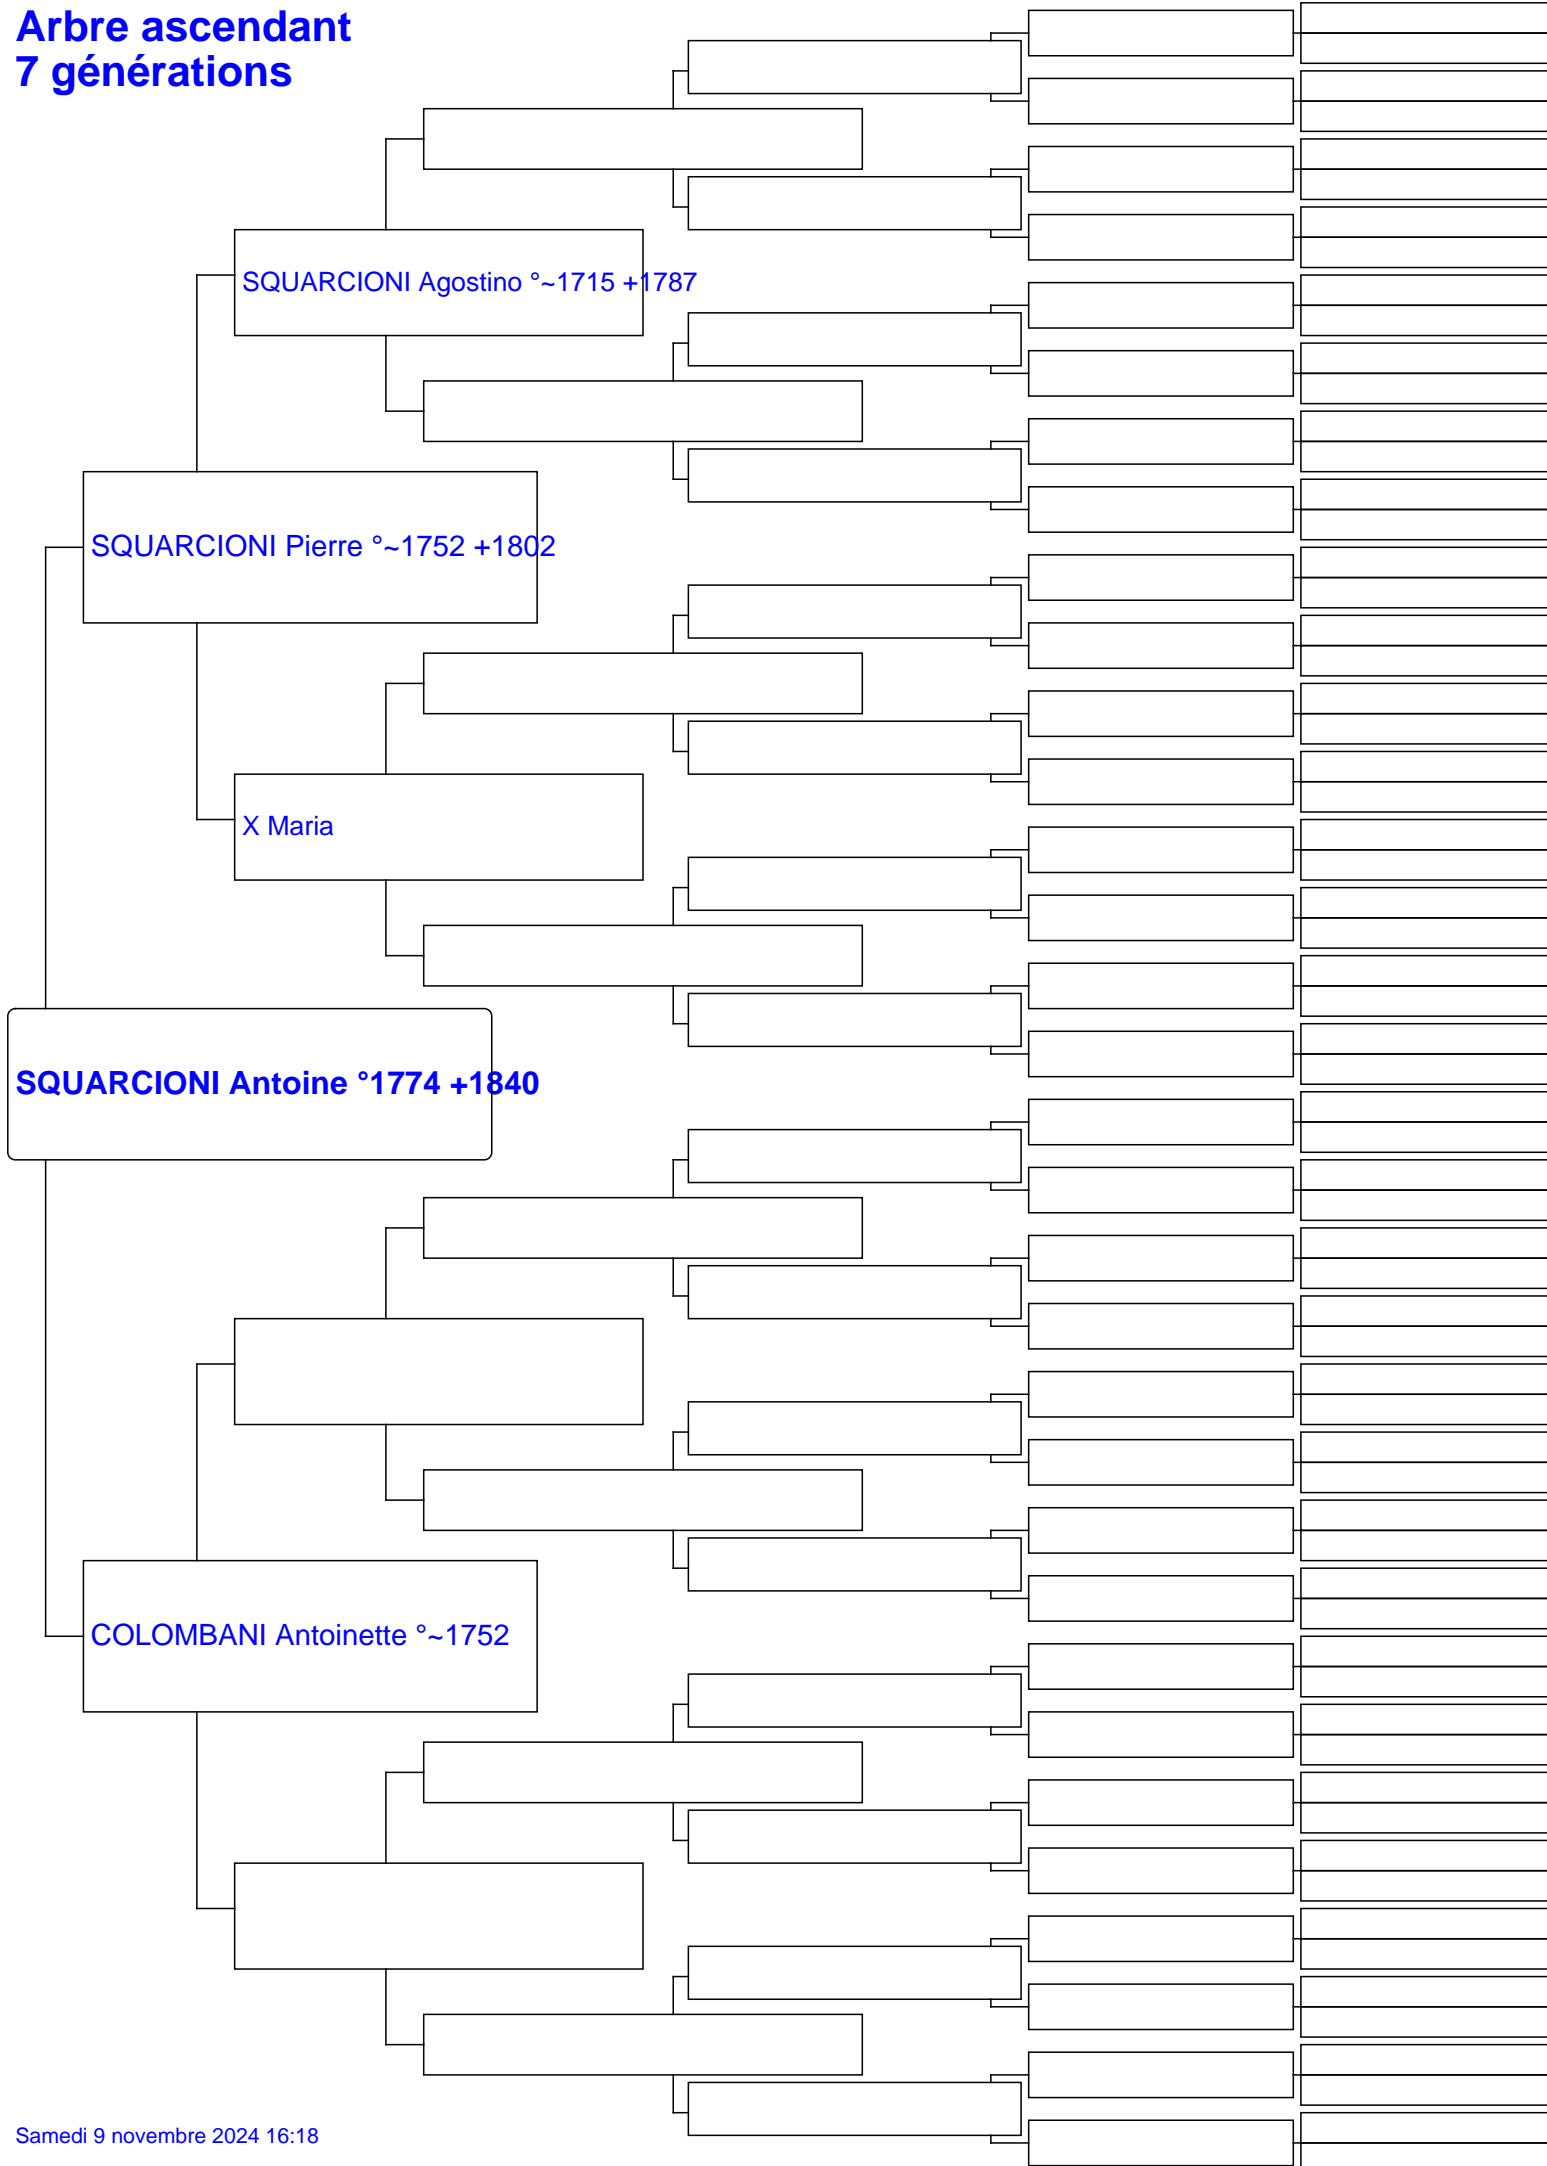 Arbre ascendant
7 générations
SQUARCIONI Agostino °~1715 +1787
SQUARCIONI Pierre °~1752 +1802
X Maria
SQUARCIONI Antoine °1774 +1840
COLOMBANI Antoinette °~1752
Samedi 9 novembre 2024 16:18